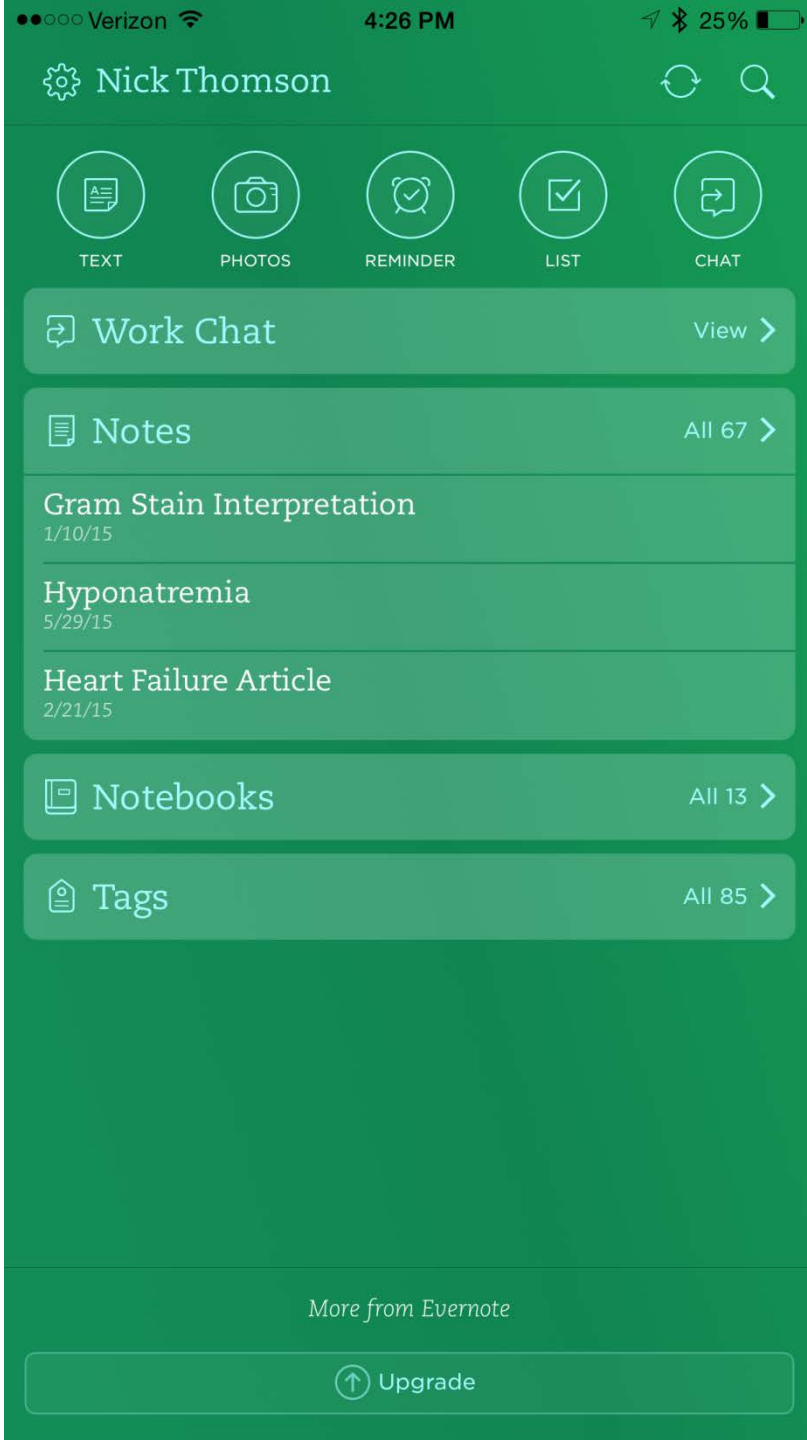 Verizon 4:26 PM 25%
Nick Thomson
TEXT PHOTOS REMINDER LIST CHAT
Work Chat View
Notes All 67
Gram Stain Interpretation
1/10/15
Hyponatremia
5/29/15
Heart Failure Article
2/21/15
Notebooks All 13
Tags All 85
More from Evernote
Upgrade